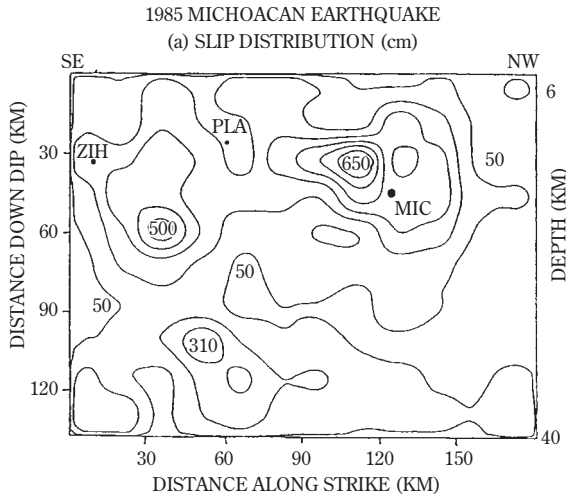 1985 MICHOACAN EARTHQUAKE
(a) SLIP DISTRIBUTION (cm)
SE NW
6
PLA
ZIH
30
650
50
MIC
500
60
50
50
90
310
120
40
30 60 90 120 150
DISTANCE ALONG STRIKE (KM)
DISTANCE DOWN DIP (KM)
DEPTH (KM)